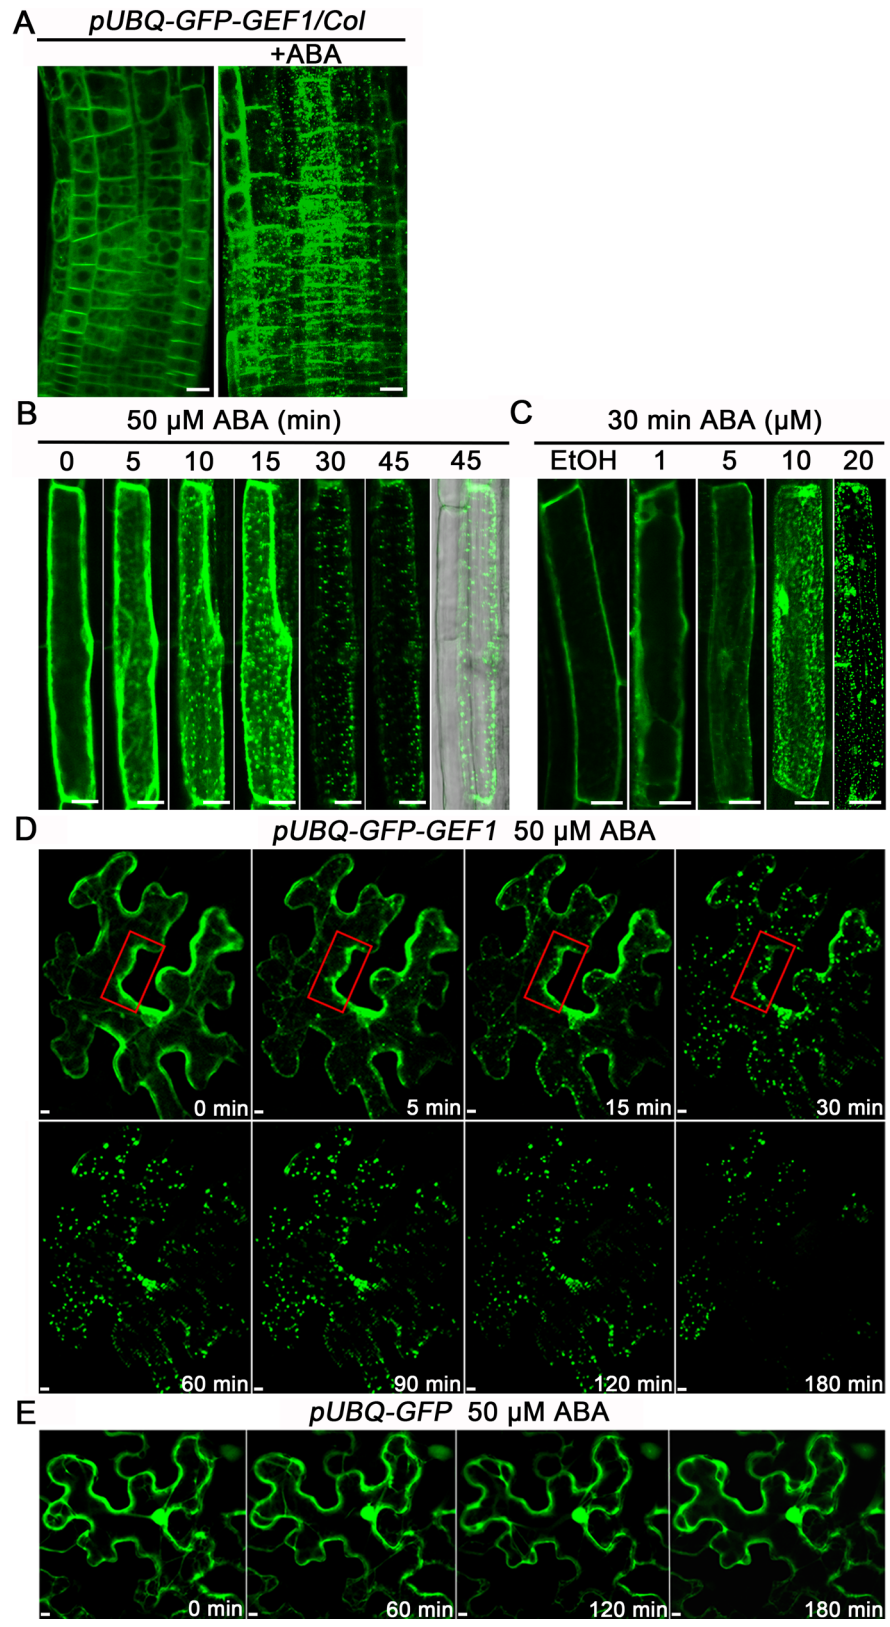 A
pUBQ-GFP-GEF1/Col
+ABA
B
50 µM ABA (min)
0 5 10 15 30 45 45
C
30 min ABA (µM)
EtOH 1 5 10 20
D
pUBQ-GFP-GEF1 50 µM ABA
0 min 5 min 15 min 30 min
60 min 90 min 120 min 180 min
E
pUBQ-GFP 50 µM ABA
0 min 60 min 120 min 180 min